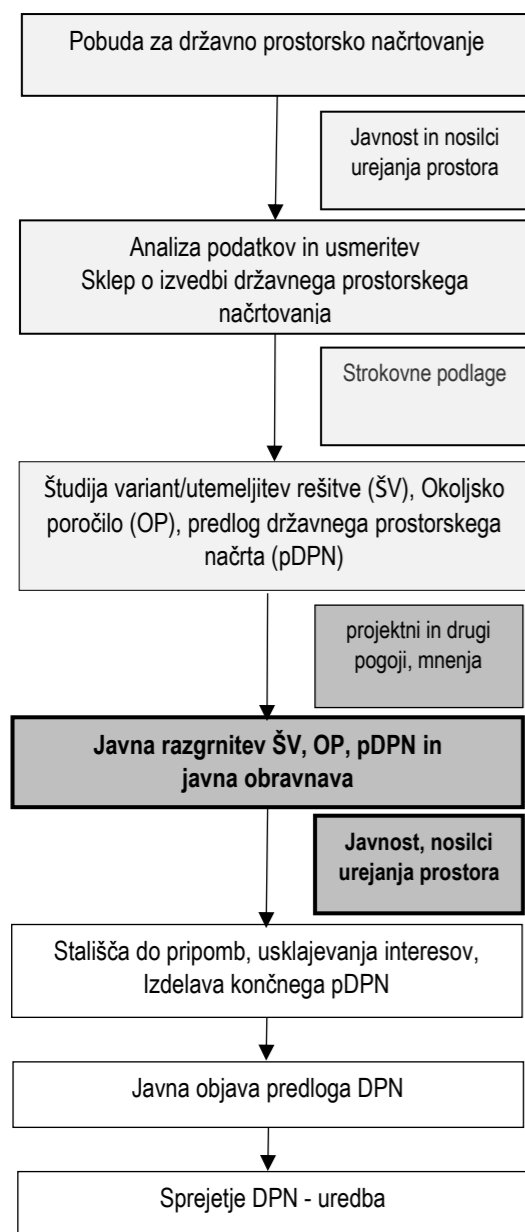 Pobuda za državno prostorsko načrtovanje
Javnost in nosilci
urejanja prostora
Analiza podatkov in usmeritev
Sklep o izvedbi državnega prostorskega
načrtovanja
Strokovne podlage
Študija variant/utemeljitev rešitve (ŠV), Okoljsko
poročilo (OP), predlog državnega prostorskega
načrta (pDPN)
projektni in drugi
pogoji, mnenja
Javna razgrnitev ŠV, OP, pDPN in
javna obravnava
Javnost, nosilci
urejanja prostora
Stališča do pripomb, usklajevanja interesov,
Izdelava končnega pDPN
Javna objava predloga DPN
Sprejetje DPN - uredba